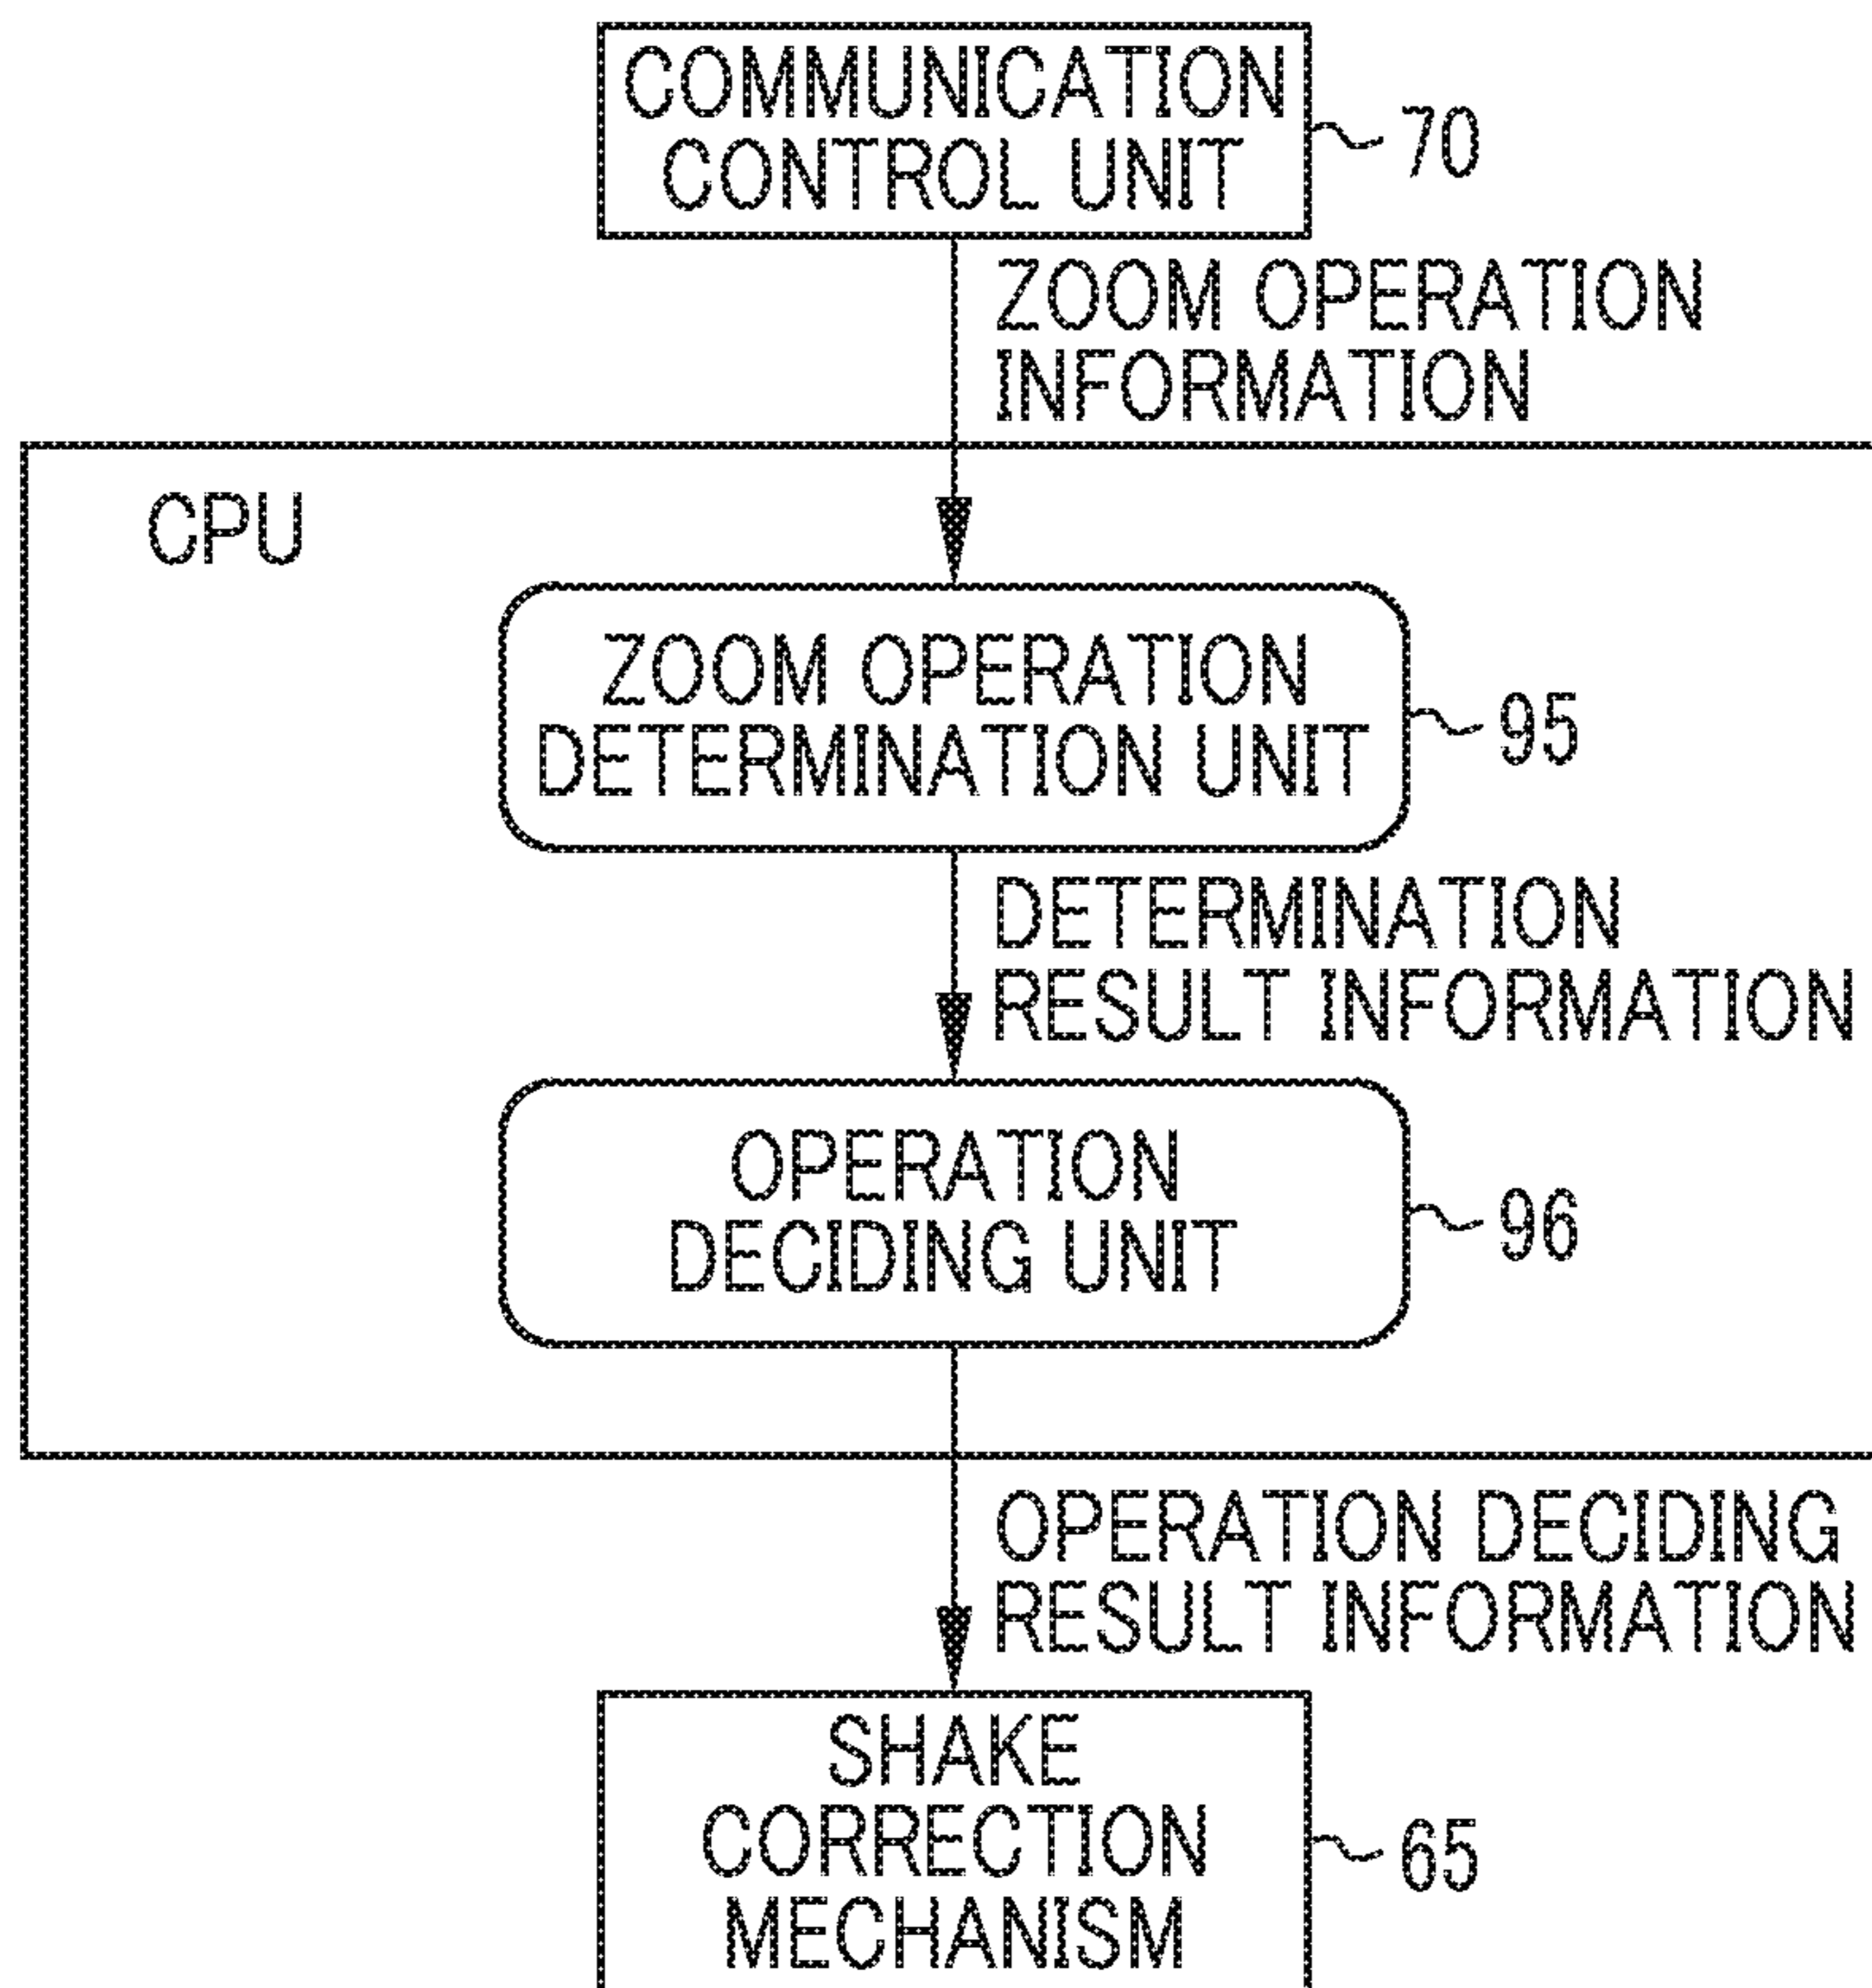 COMMUNICATION
CONTROL UNIT
70
ZOOM OPERATION
INFORMATION
CPU
ZOOM OPERATION
DETERMINATION UNIT
95
DETERMINATION
RESULT INFORMATION
OPERATION
DECIDING UNIT
96
OPERATION DECIDING
RESULT INFORMATION
SHAKE
CORRECTION
MECHANISM
65